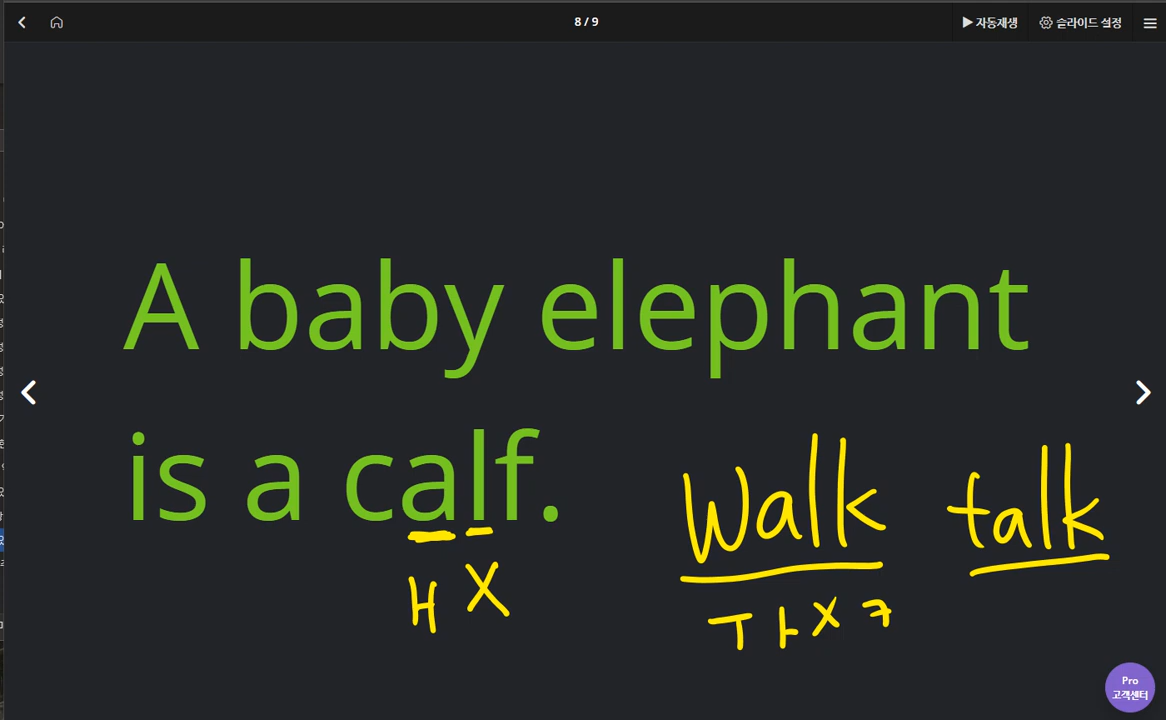 8 / 9
▶ 자동재생
슬라이드 설정
A baby elephant
is a calf.
Walk talk
ㅐ X
ㅜ ㅏ X ㅋ
Pro
고객센터